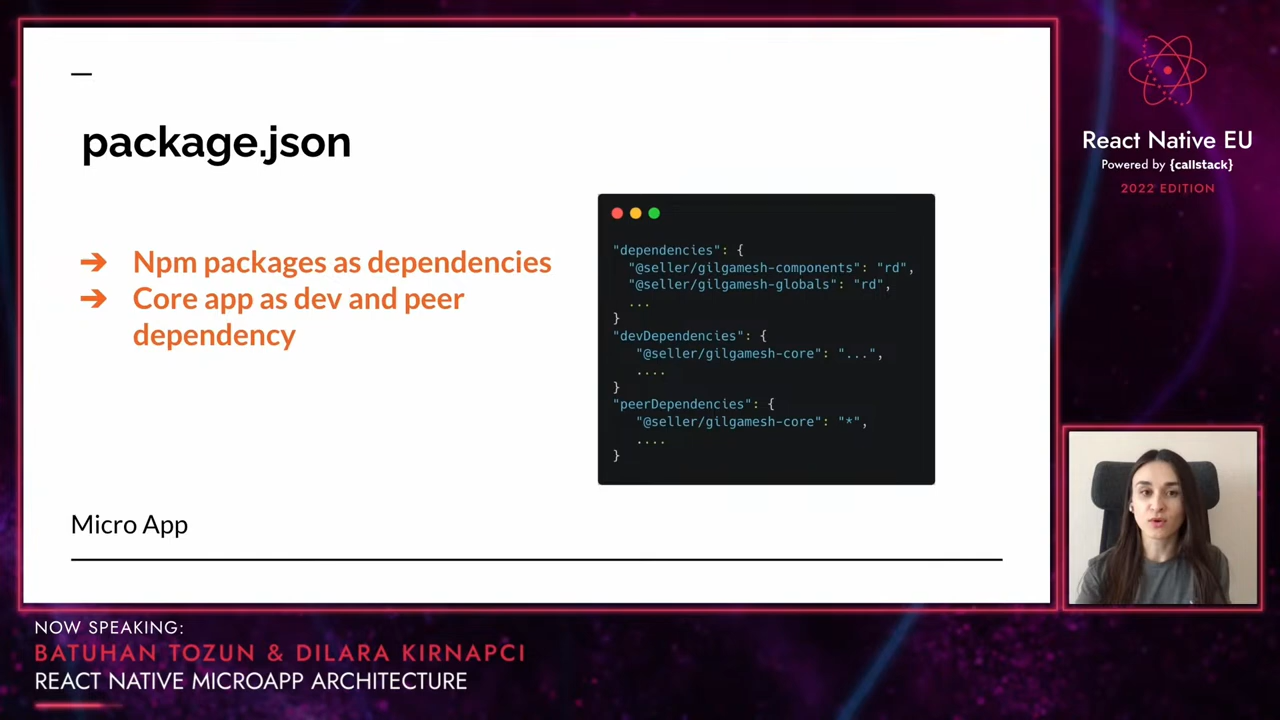 package.json
➔ Npm packages as dependencies
➔ Core app as dev and peer
dependency
"dependencies": {
"@seller/gilgamesh-components": "rd",
"@seller/gilgamesh-globals": "rd",
...
}
"devDependencies": {
"@seller/gilgamesh-core": "...",
....
}
"peerDependencies": {
"@seller/gilgamesh-core": "*",
....
}
Micro App
React Native EU
Powered by {callstack}
2022 EDITION
NOW SPEAKING:
BATUHAN TOZUN & DILARA KIRNAPCI
REACT NATIVE MICROAPP ARCHITECTURE